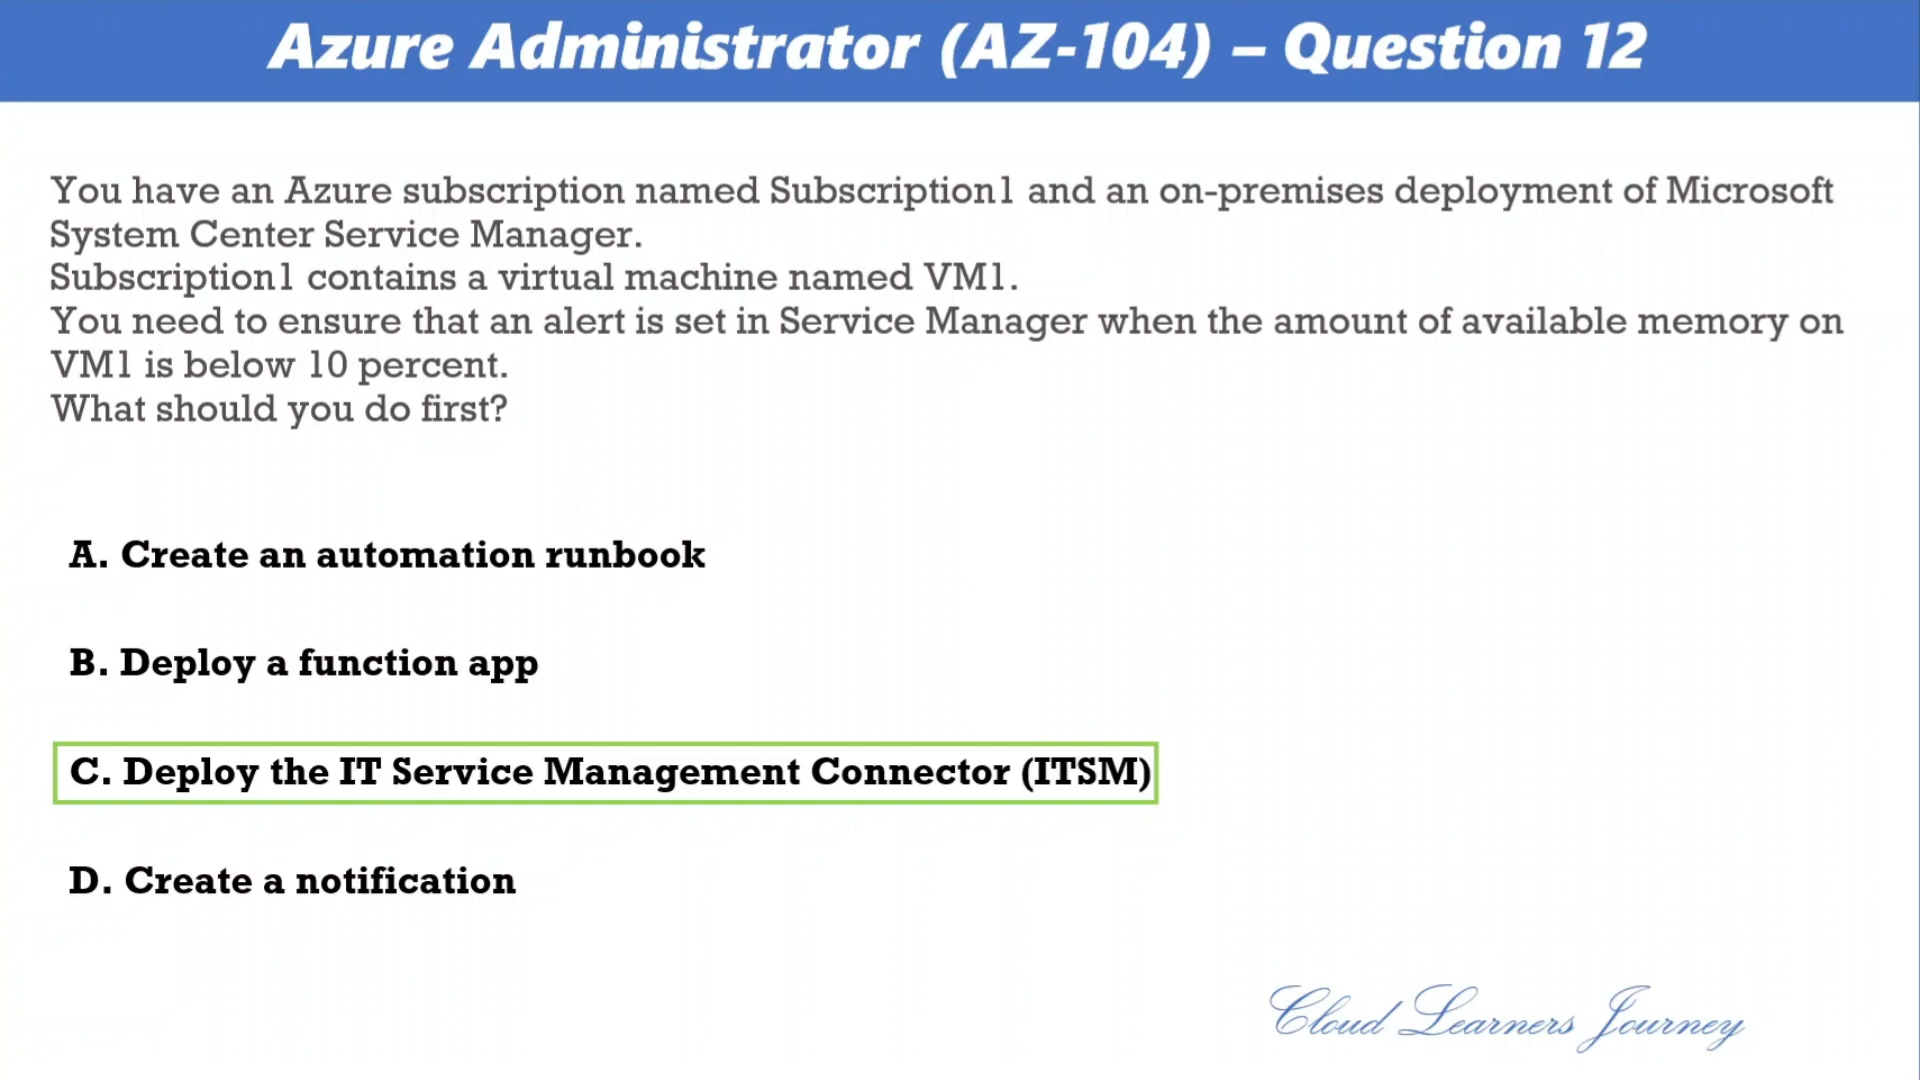 Azure Administrator (AZ-104) – Question 12
You have an Azure subscription named Subscription1 and an on-premises deployment of Microsoft
System Center Service Manager.
Subscription1 contains a virtual machine named VM1.
You need to ensure that an alert is set in Service Manager when the amount of available memory on
VM1 is below 10 percent.
What should you do first?
A. Create an automation runbook
B. Deploy a function app
C. Deploy the IT Service Management Connector (ITSM)
D. Create a notification
Cloud Learners Journey